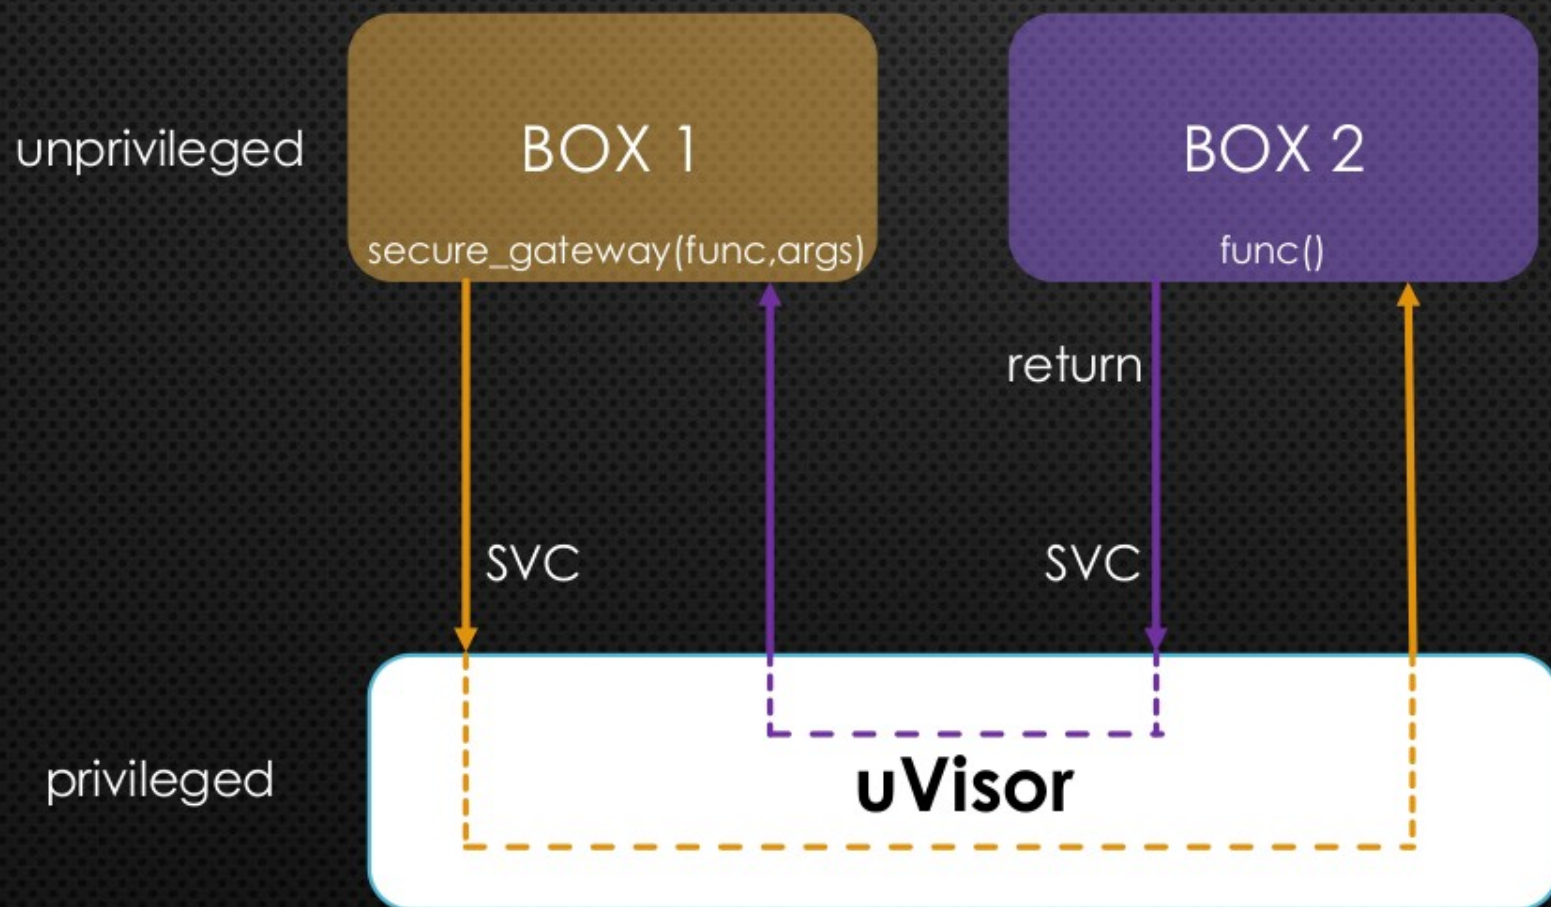 unprivileged
BOX 1
secure_gateway(func,args)
BOX 2
func()
return
SVC
SVC
privileged
uVisor